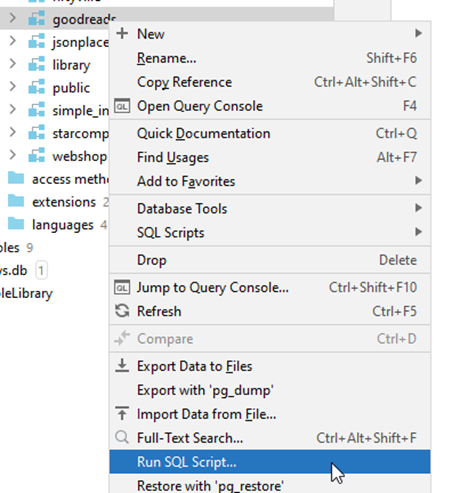 goodreads
New
jsonplace
Rename... Shift+F6
library
Copy Reference Ctrl+Alt+Shift+C
public
Open Query Console F4
simple_in
Quick Documentation Ctrl+Q
starcomp
Find Usages Alt+F7
webshop
Add to Favorites
access metho
Database Tools
extensions 2
SQL Scripts
languages 4
bles 9
Drop Delete
vs.db 1
Jump to Query Console... Ctrl+Shift+F10
pleLibrary
Refresh Ctrl+F5
Compare Ctrl+D
Export Data to Files
Export with 'pg_dump'
Import Data from File...
Full-Text Search... Ctrl+Alt+Shift+F
Run SQL Script...
Restore with 'pg_restore'